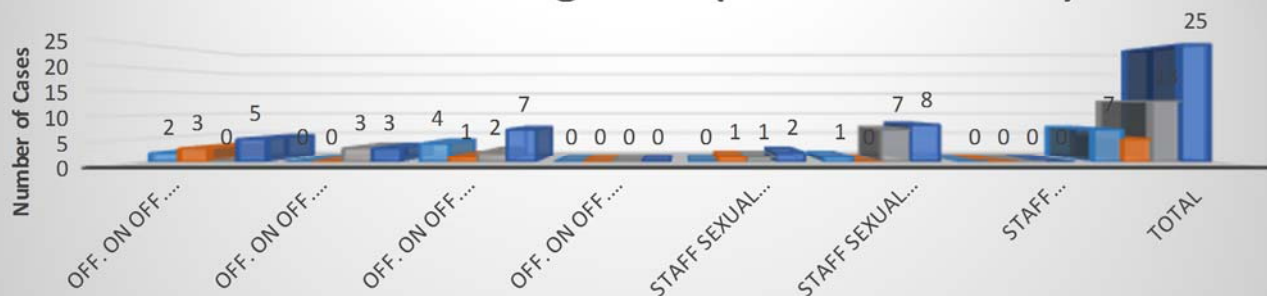 25
Number of Cases
25
20
15
10
5
0
2 3 0 5
0 0 3 3
4 1 2 7
0 0 0 0
0 1 1 2
1 0 7 8
0 0 0 0
7
OFF. ON OFF....
OFF. ON OFF....
OFF. ON OFF....
OFF. ON OFF....
STAFF SEXUAL...
STAFF SEXUAL...
STAFF...
TOTAL